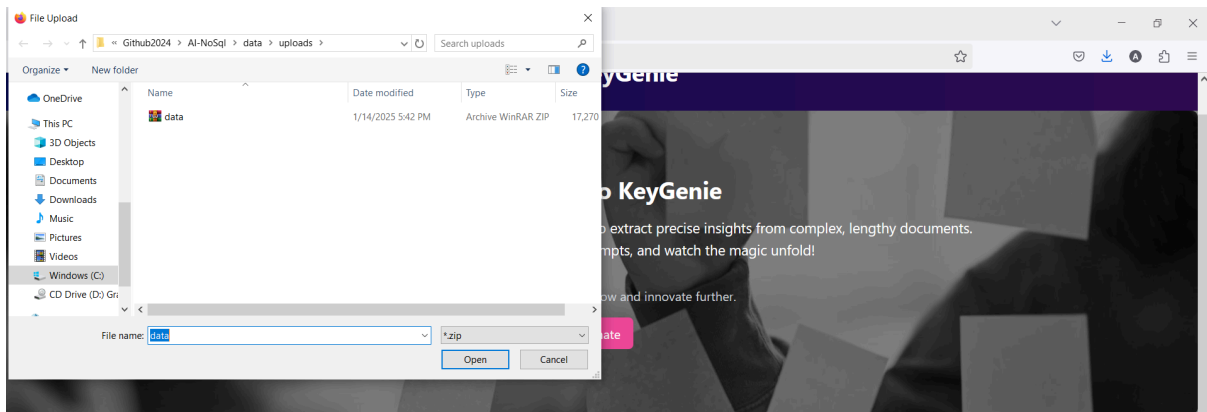 File Upload
« Github2024 > AI-NoSql > data > uploads >
Search uploads
Organize
New folder
Name
Date modified
Type
Size
data
1/14/2025 5:42 PM
Archive WinRAR ZIP
17,270
OneDrive
This PC
3D Objects
Desktop
Documents
Downloads
Music
Pictures
Videos
Windows (C:)
CD Drive (D:) Gra
File name:
data
*.zip
Open
Cancel
A
yGenie
o KeyGenie
o extract precise insights from complex, lengthy documents.
mpts, and watch the magic unfold!
ow and innovate further.
ate